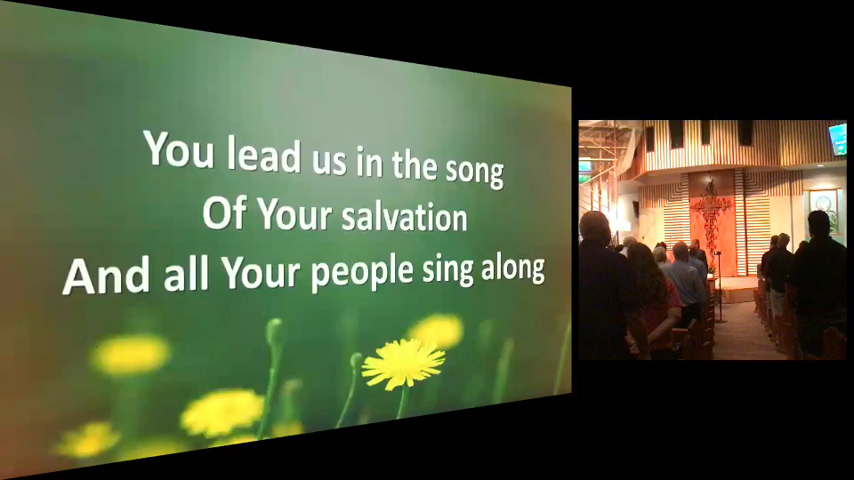 You lead us in the song
Of Your salvation
And all Your people sing along